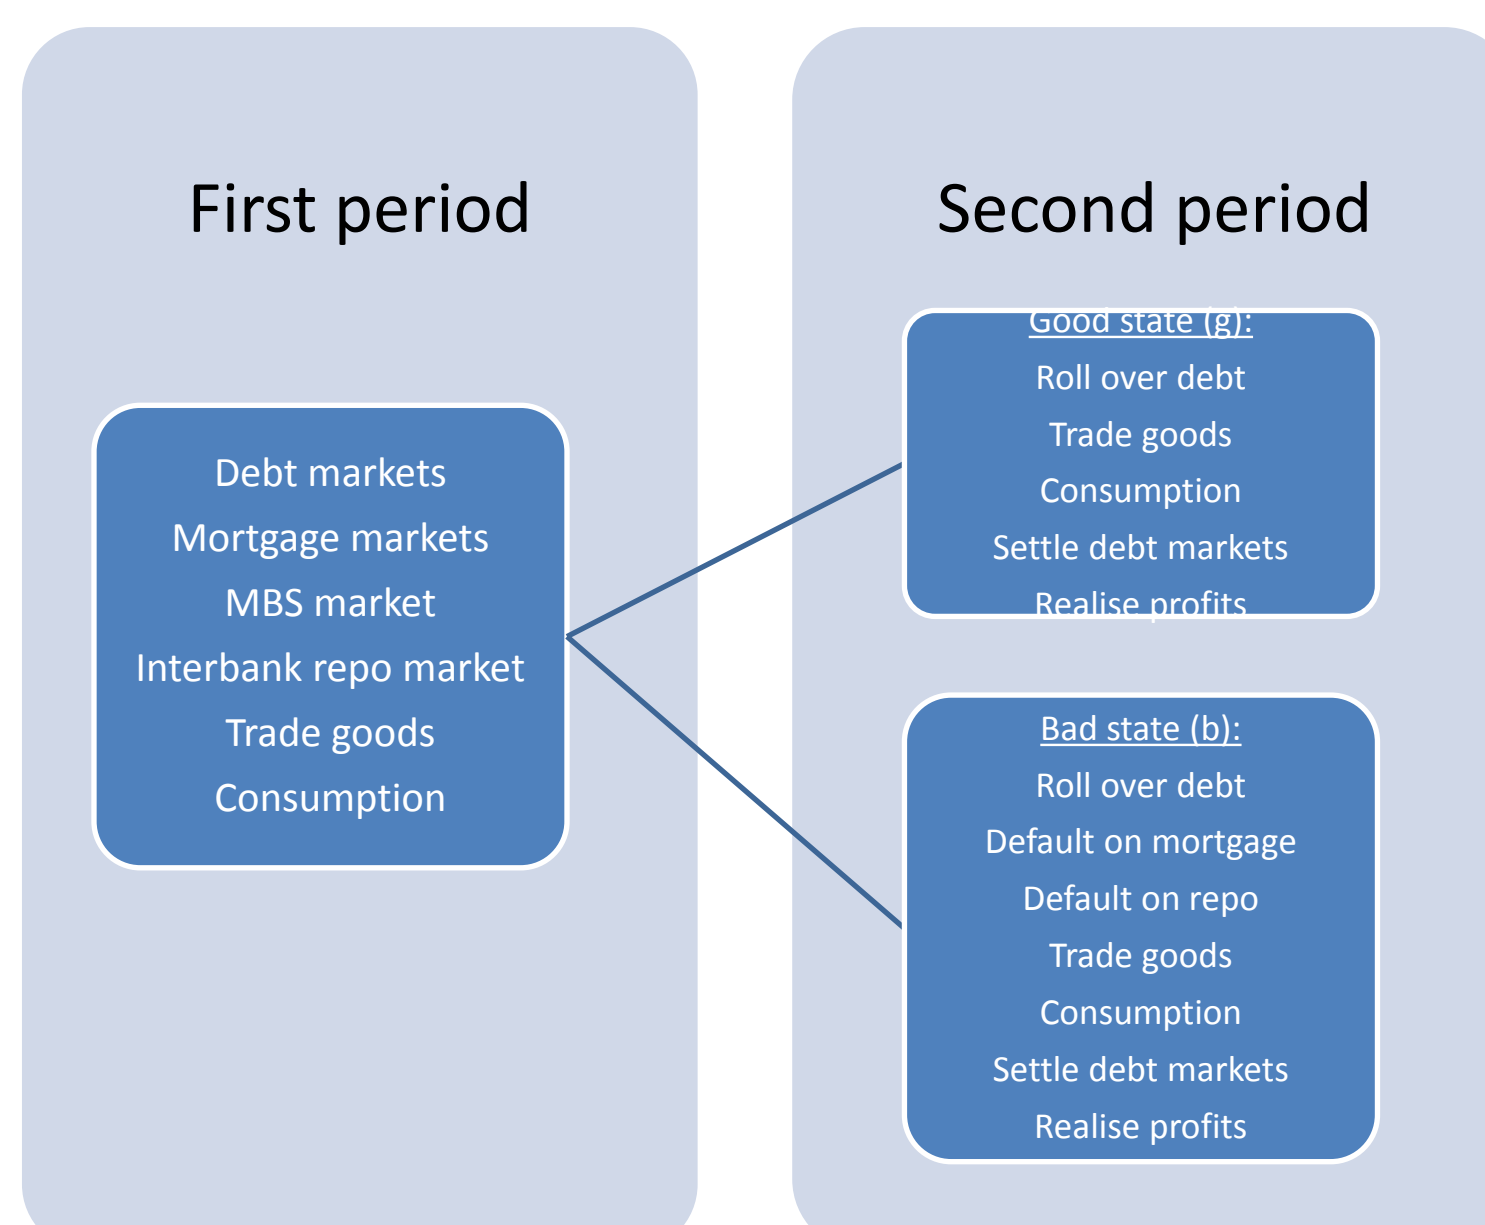 First period
Debt markets
Mortgage markets
MBS market
Interbank repo market
Trade goods
Consumption
Second period
Good state (g):
Roll over debt
Trade goods
Consumption
Settle debt markets
Realise profits
Bad state (b):
Roll over debt
Default on mortgage
Default on repo
Trade goods
Consumption
Settle debt markets
Realise profits